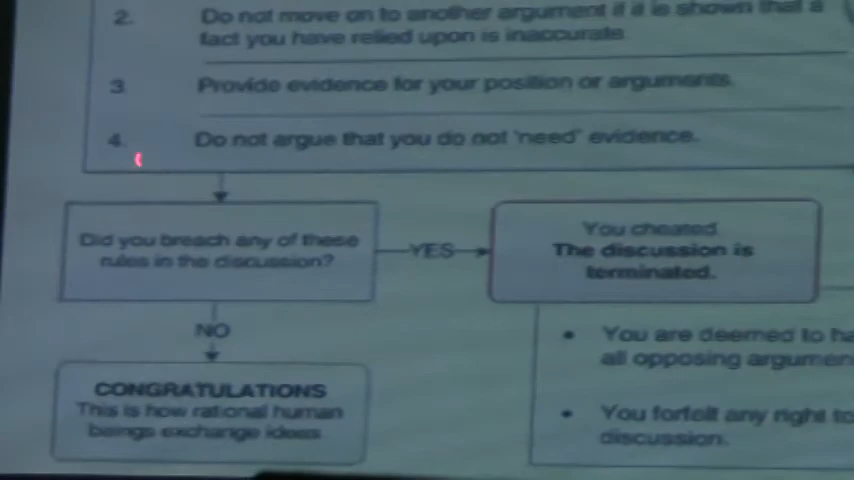 2. Do not move on to another argument if it is shown that a
fact you have relied upon is inaccurate.
3 Provide evidence for your position or arguments.
4. Do not argue that you do not 'need' evidence.
Did you breach any of these
rules in the discussion?
YES
You cheated.
The discussion is
terminated.
NO
CONGRATULATIONS
This is how rational human
beings exchange ideas
• You are deemed to
all opposing
• You forfeit any right to
discussion.